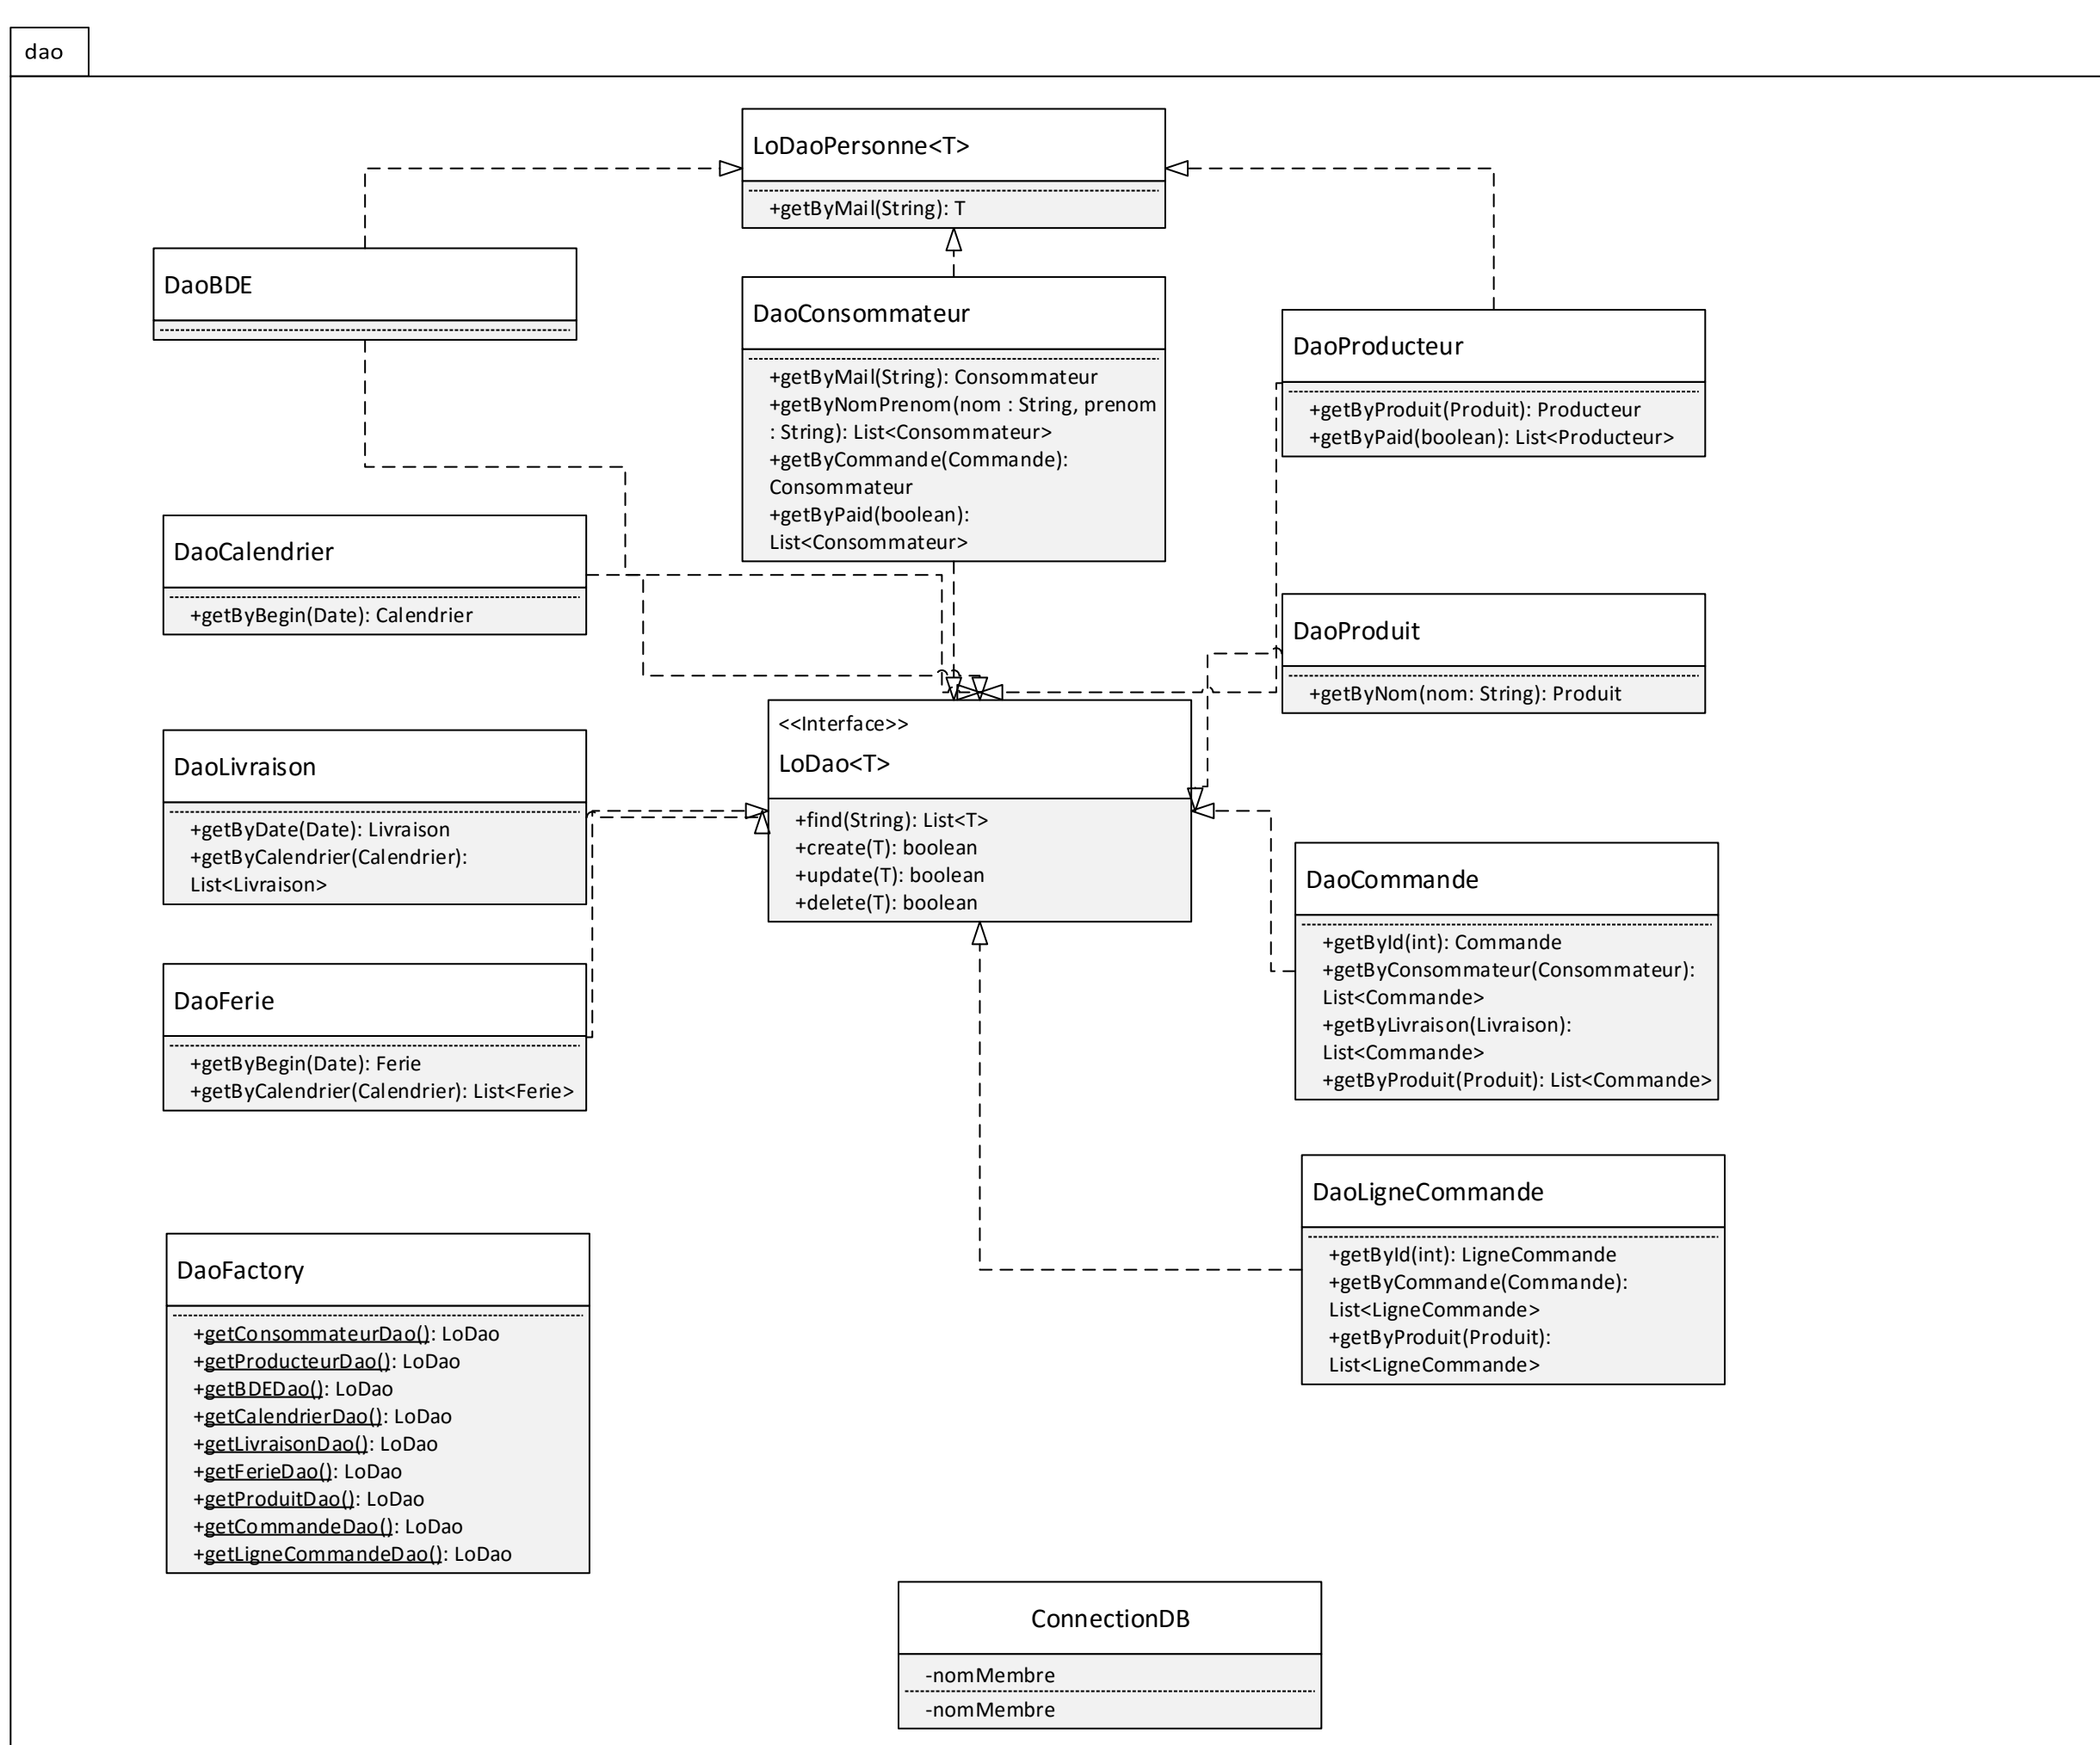 dao
LoDaoPersonne<T>
+getByMail(String): T
DaoBDE
DaoConsommateur
+getByMail(String): Consommateur
+getByNomPrenom(nom : String, prenom
: String): List<Consommateur>
+getByCommande(Commande):
Consommateur
+getByPaid(boolean):
List<Consommateur>
DaoProducteur
+getByProduit(Produit): Producteur
+getByPaid(boolean): List<Producteur>
DaoCalendrier
+getByBegin(Date): Calendrier
DaoProduit
+getByNom(nom: String): Produit
DaoLivraison
+getByDate(Date): Livraison
+getByCalendrier(Calendrier):
List<Livraison>
<<Interface>>
LoDao<T>
+find(String): List<T>
+create(T): boolean
+update(T): boolean
+delete(T): boolean
DaoCommande
+getById(int): Commande
+getByConsommateur(Consommateur):
List<Commande>
+getByLivraison(Livraison):
List<Commande>
+getByProduit(Produit): List<Commande>
DaoFerie
+getByBegin(Date): Ferie
+getByCalendrier(Calendrier): List<Ferie>
DaoLigneCommande
+getById(int): LigneCommande
+getByCommande(Commande):
List<LigneCommande>
+getByProduit(Produit):
List<LigneCommande>
DaoFactory
+getConsommateurDao(): LoDao
+getProducteurDao(): LoDao
+getBDEDao(): LoDao
+getCalendrierDao(): LoDao
+getLivraisonDao(): LoDao
+getFerieDao(): LoDao
+getProduitDao(): LoDao
+getCommandeDao(): LoDao
+getLigneCommandeDao(): LoDao
ConnectionDB
-nomMembre
-nomMembre